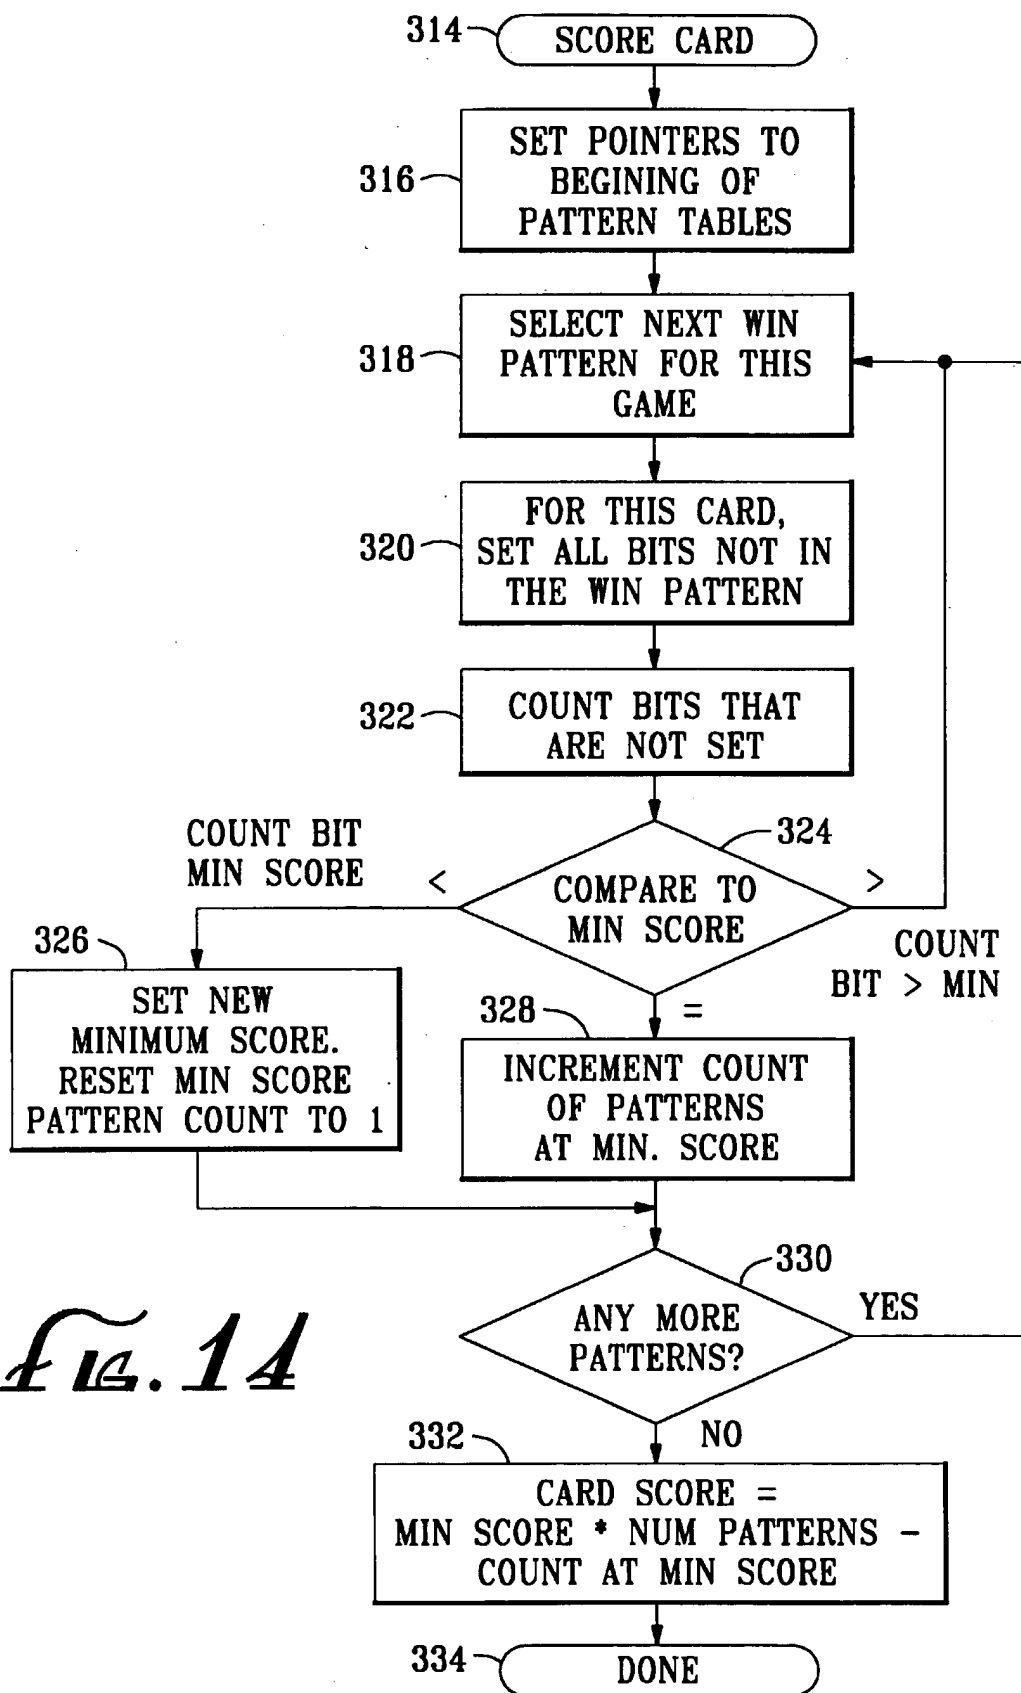 314
SCORE CARD
316
SET POINTERS TO
BEGINING OF
PATTERN TABLES
318
SELECT NEXT WIN
PATTERN FOR THIS
GAME
320
FOR THIS CARD,
SET ALL BITS NOT IN
THE WIN PATTERN
322
COUNT BITS THAT
ARE NOT SET
324
COMPARE TO
MIN SCORE
COUNT BIT
MIN SCORE <
>
COUNT
BIT > MIN
326
SET NEW
MINIMUM SCORE.
RESET MIN SCORE
PATTERN COUNT TO 1
=
328
INCREMENT COUNT
OF PATTERNS
AT MIN. SCORE
330
ANY MORE
PATTERNS?
YES
NO
FIG. 14
332
CARD SCORE =
MIN SCORE * NUM PATTERNS –
COUNT AT MIN SCORE
334
DONE